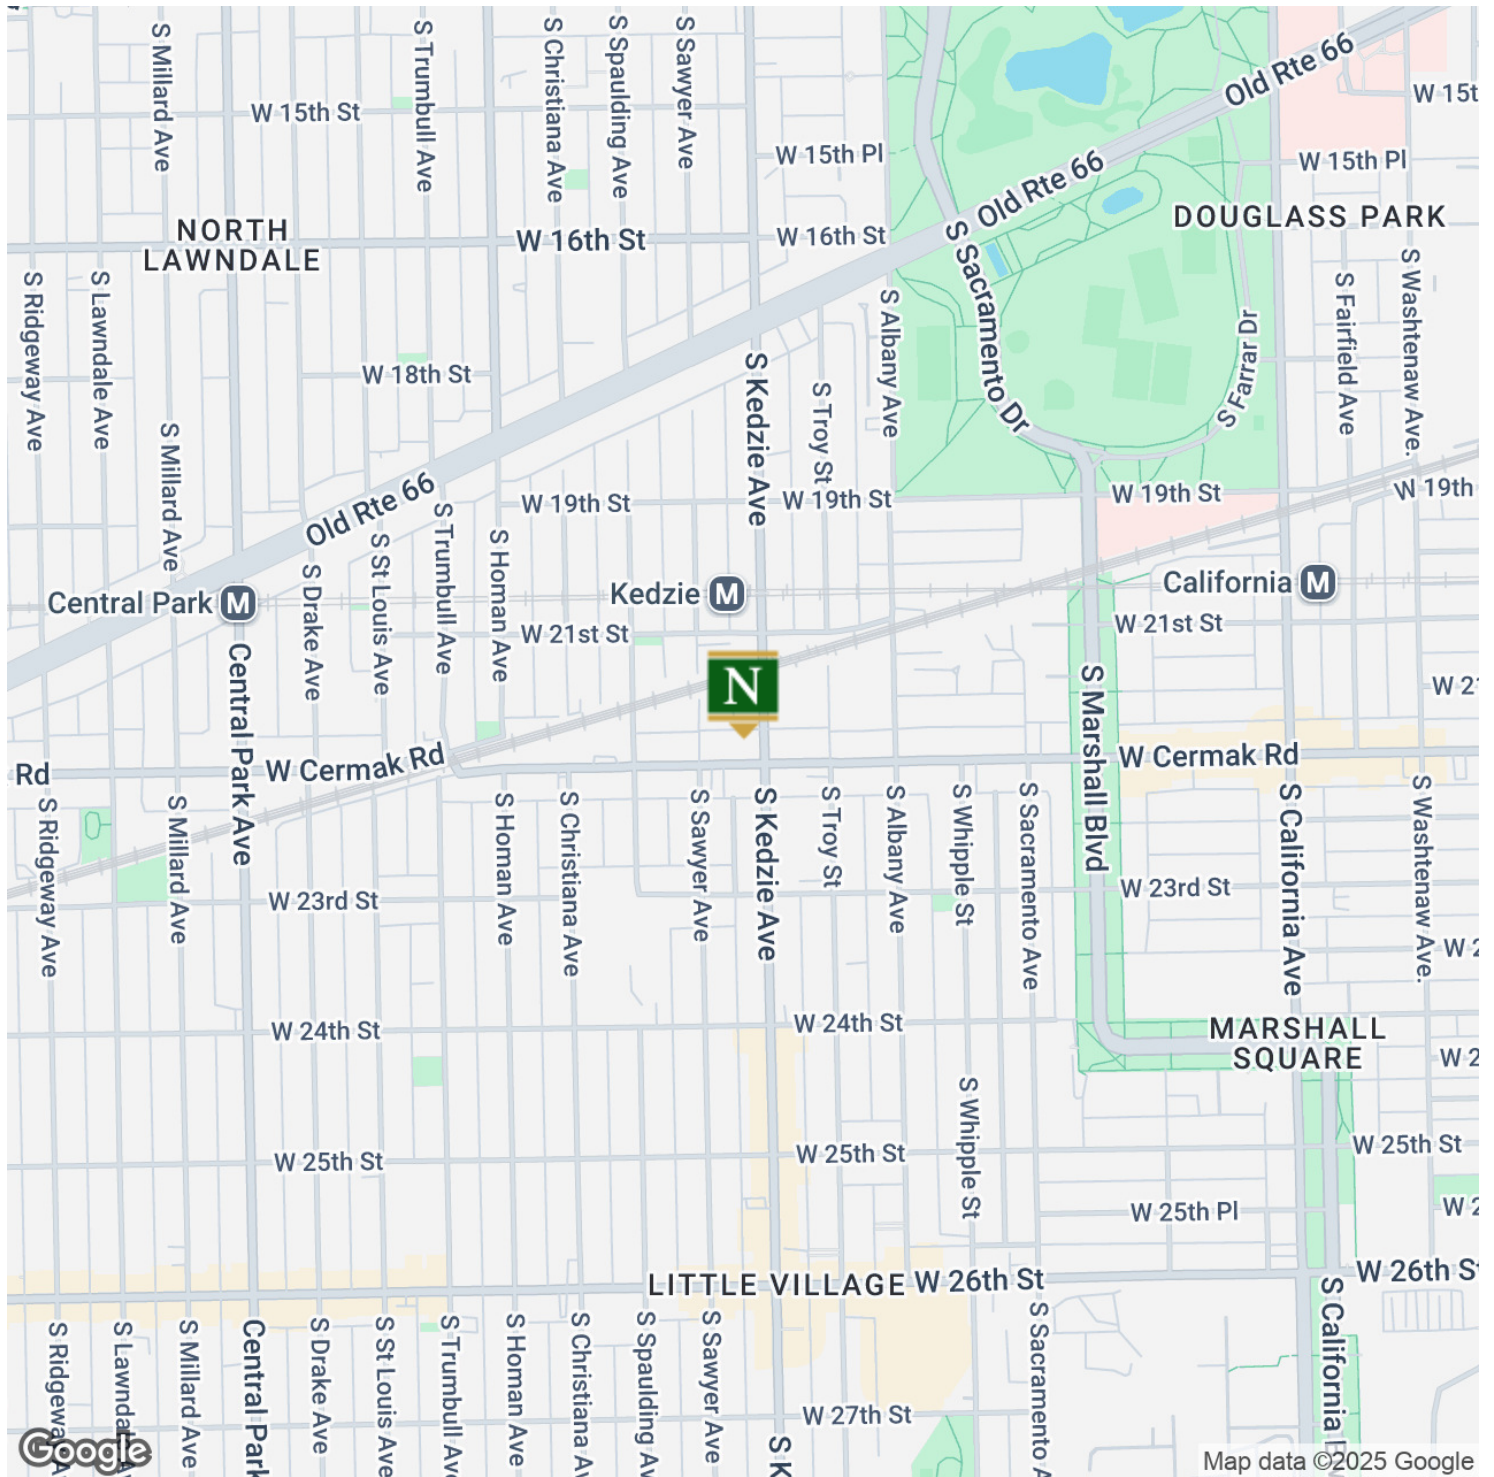 S Millard Ave
S Trumbull Ave
S Christiana Ave
S Spaulding Ave
S Sawyer Ave
Old Rte 66
W 15th St
W 15t
W 15th Pl
W 15th Pl
Old Rte 66
DOUGLASS PARK
NORTH
LAWNDALE
W 16th St
W 16th St
S Sacramento Dr
S Ridgeway Ave
S Lawndale Ave
S Albany Ave
S Fairfield Ave
S Washtenaw Ave.
S Farrar Dr
W 18th St
S Kedzie Ave
S Troy St
S Millard Ave
Old Rte 66
W 19th St
W 19th St
W 19th St
W 19th
S Trumbull Ave
S Homan Ave
S St Louis Ave
S Drake Ave
Central Park M
Kedzie M
California M
W 21st St
W 21st St
Central Park Ave
N
S Marshall Blvd
W 21
W Cermak Rd
W Cermak Rd
Rd
S Ridgeway Ave
S Millard Ave
S Homan Ave
S Christiana Ave
S Sawyer Ave
S Kedzie Ave
S Troy St
S Albany Ave
S Whipple St
S Sacramento Ave
S California Ave
S Washtenaw Ave.
W 23rd St
W 23rd St
W 2
W 24th St
W 24th St
MARSHALL
SQUARE
W 2
S Whipple St
W 25th St
W 25th St
W 25th St
W 25th Pl
W 2
LITTLE VILLAGE
W 26th St
W 26th St
S Ridgeway A
S Lawndale A
S Millard Ave
Central Park
S Drake Ave
S St Louis Ave
S Trumbull Av
S Homan Ave
S Christiana A
S Spaulding A
S Sawyer Ave
S K
S Sacramento A
S California B
W 27th St
Google
Map data ©2025 Google